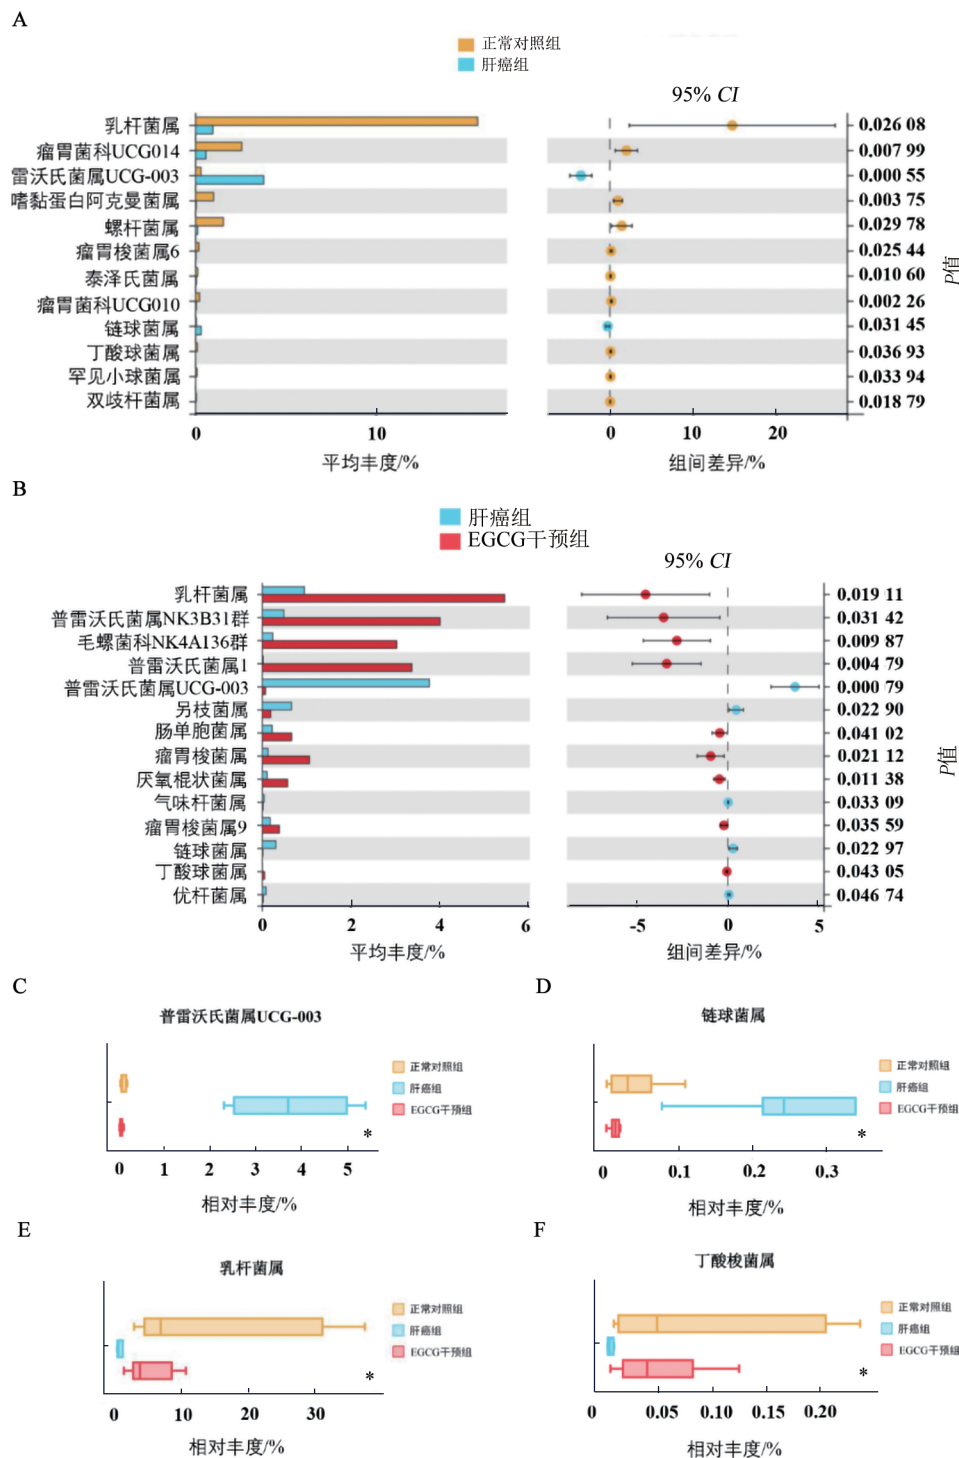 A
正常对照组
肝癌组
95% CI
乳杆菌属 0.026 08
瘤胃菌科UCG014 0.007 99
雷沃氏菌属UCG-003 0.000 55
嗜黏蛋白阿克曼菌属 0.003 75
螺杆菌属 0.029 78
瘤胃梭菌属6 0.025 44
泰泽氏菌属 0.010 60
瘤胃菌科UCG010 0.002 26
链球菌属 0.031 45
丁酸球菌属 0.036 93
罕见小球菌属 0.033 94
双歧杆菌属 0.018 79
P值
0 10 0 10 20
平均丰度/% 组间差异/%
B
肝癌组
EGCG干预组
95% CI
乳杆菌属 0.019 11
普雷沃氏菌属NK3B31群 0.031 42
毛螺菌科NK4A136群 0.009 87
普雷沃氏菌属1 0.004 79
普雷沃氏菌属UCG-003 0.000 79
另枝菌属 0.022 90
肠单胞菌属 0.041 02
瘤胃梭菌属 0.021 12
厌氧棍状菌属 0.011 38
气味杆菌属 0.033 09
瘤胃梭菌属9 0.035 59
链球菌属 0.022 97
丁酸球菌属 0.043 05
优杆菌属 0.046 74
P值
0 2 4 6 -5 0 5
平均丰度/% 组间差异/%
C
普雷沃氏菌属UCG-003
正常对照组
肝癌组
EGCG干预组
*
0 1 2 3 4 5
相对丰度/%
D
链球菌属
正常对照组
肝癌组
EGCG干预组
*
0 0.1 0.2 0.3
相对丰度/%
E
乳杆菌属
正常对照组
肝癌组
EGCG干预组
*
0 10 20 30
相对丰度/%
F
丁酸梭菌属
正常对照组
肝癌组
EGCG干预组
*
0 0.05 0.10 0.15 0.20
相对丰度/%